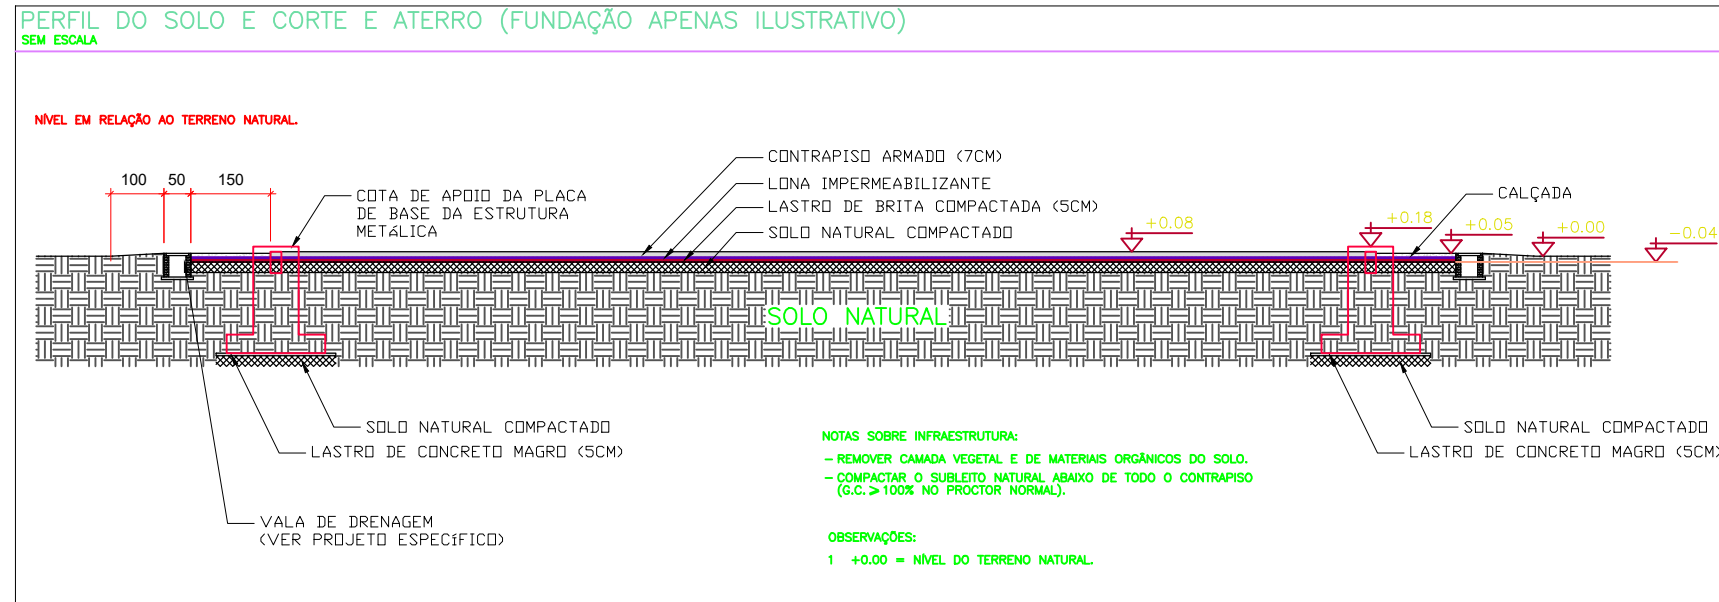 PERFIL DO SOLO E CORTE E ATERRO (FUNDAÇÃO APENAS ILUSTRATIVO)
SEM ESCALA
NÍVEL EM RELAÇÃO AO TERRENO NATURAL.
100 50 150
COTA DE APOIO DA PLACA
DE BASE DA ESTRUTURA
METáLICA
CONTRAPISO ARMADO (7CM)
LONA IMPERMEABILIZANTE
LASTRO DE BRITA COMPACTADA (5CM)
SOLO NATURAL COMPACTADO
CALÇADA
+0.08
+0.18
+0.05
+0.00
-0.04
SOLO NATURAL
SOLO NATURAL COMPACTADO
LASTRO DE CONCRETO MAGRO (5CM)
VALA DE DRENAGEM
(VER PROJETO ESPECíFICO)
NOTAS SOBRE INFRAESTRUTURA:
- REMOVER CAMADA VEGETAL E DE MATERIAIS ORGÂNICOS DO SOLO.
- COMPACTAR O SUBLEITO NATURAL ABAIXO DE TODO O CONTRAPISO
(G.C. ≥ 100% NO PROCTOR NORMAL).
OBSERVAÇÕES:
1 +0.00 = NÍVEL DO TERRENO NATURAL.
SOLO NATURAL COMPACTADO
LASTRO DE CONCRETO MAGRO (5CM)